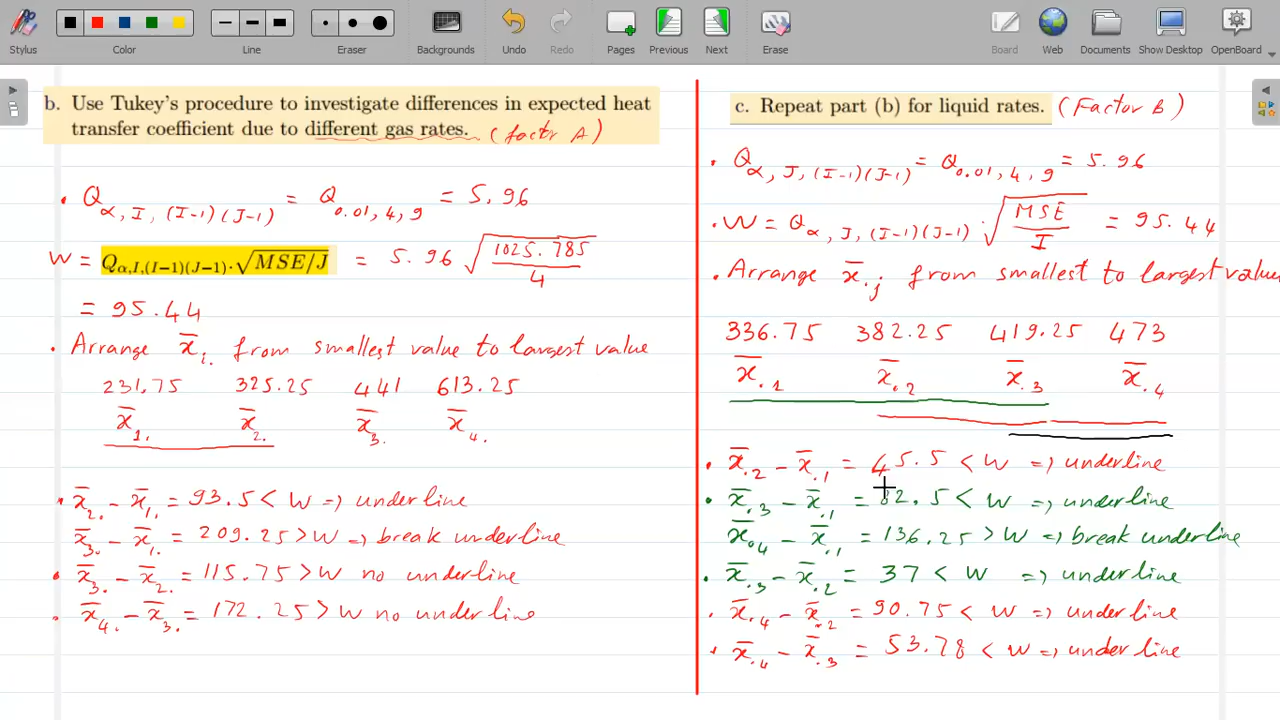 Stylus Color Line Eraser Backgrounds Undo Redo Pages Previous Next Erase Board Web Documents Show Desktop OpenBoard
b. Use Tukey's procedure to investigate differences in expected heat
transfer coefficient due to different gas rates. (factor A)
• Q α, I, (I-1)(J-1) = Q 0.01, 4, 9 = 5.96
W = Qα,I,(I−1)(J−1)·√MSE/J = 5.96 √1025.785/4
= 95.44
• Arrange x̄i. from smallest value to largest value
231.75 325.25 441 613.25
x̄1. x̄2. x̄3. x̄4.
• x̄2. - x̄1. = 93.5 < W => underline
x̄3. - x̄1. = 209.25 > W => break underline
• x̄3. - x̄2. = 115.75 > W no underline
• x̄4. - x̄3. = 172.25 > W no underline
c. Repeat part (b) for liquid rates. (Factor B)
• Q α, J, (I-1)(J-1) = Q 0.01, 4, 9 = 5.96
• W = Q α, J, (I-1)(J-1) √MSE/I = 95.44
• Arrange x̄.j from smallest to largest value
336.75 382.25 419.25 473
x̄.1 x̄.2 x̄.3 x̄.4
• x̄.2 - x̄.1 = 45.5 < W => underline
• x̄.3 - x̄.1 = 82.5 < W => underline
x̄.4 - x̄.1 = 136.25 > W => break underline
• x̄.3 - x̄.2 = 37 < W => underline
• x̄.4 - x̄.2 = 90.75 < W => underline
• x̄.4 - x̄.3 = 53.78 < W => underline